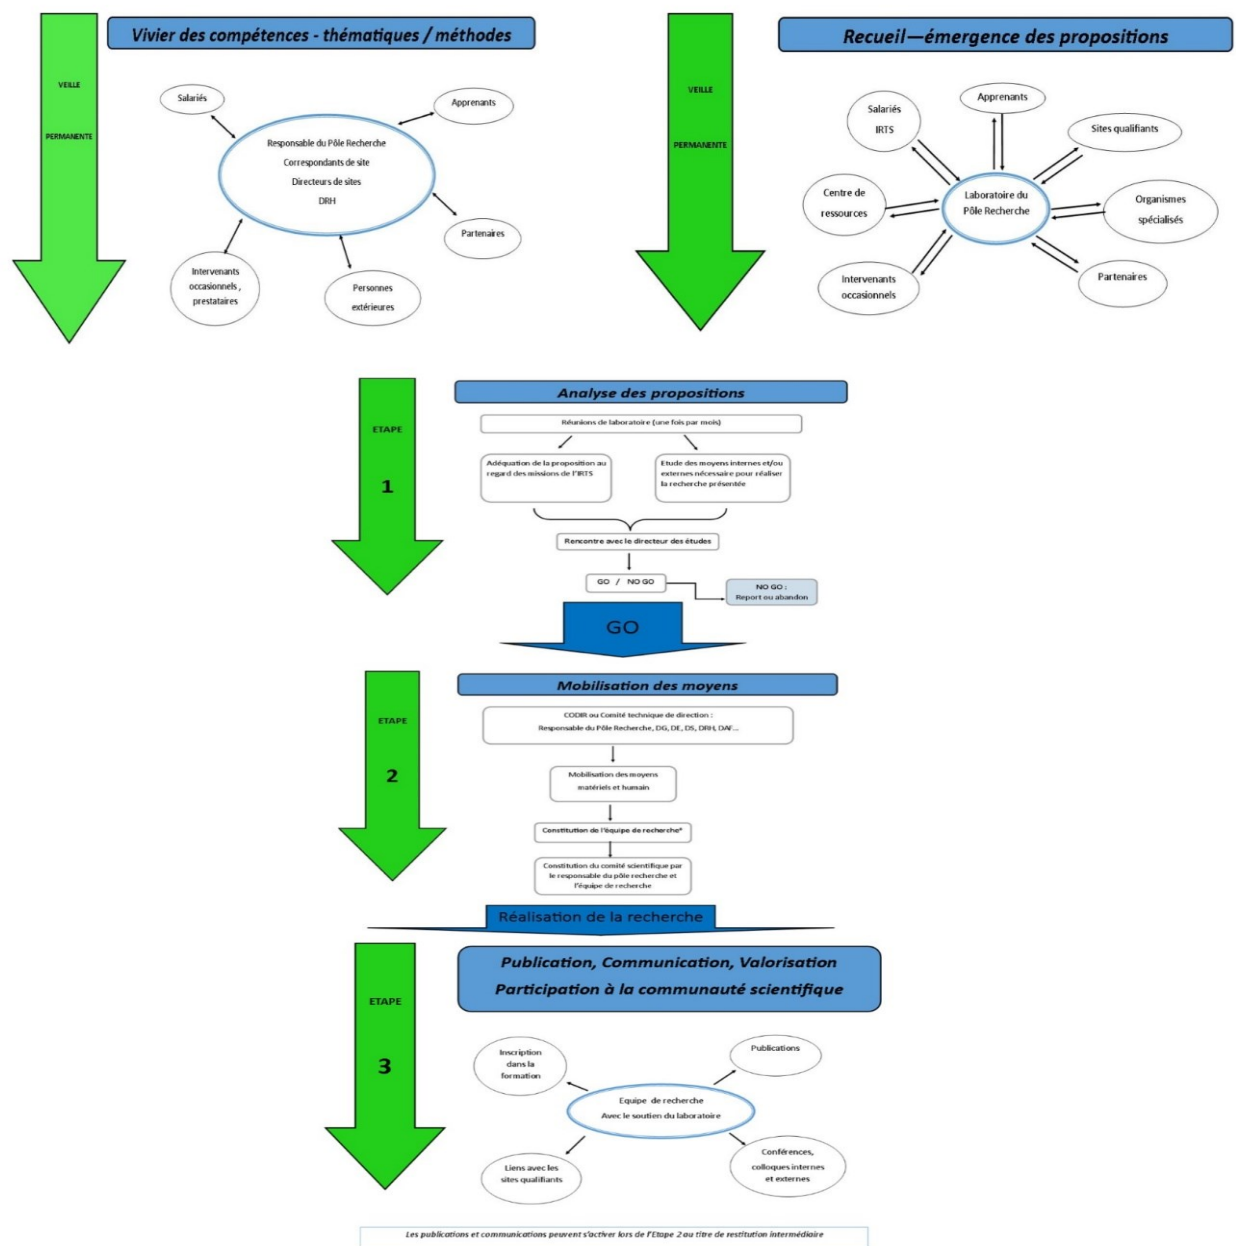 Vivier des compétences - thématiques / méthodes
VEILLE
PERMANENTE
Salariés
Apprenants
Responsable du Pôle Recherche
Correspondants de site
Directeurs de sites
DRH
Partenaires
Intervenants
occasionnels ,
prestataires
Personnes
extérieures
Recueil—émergence des propositions
VEILLE
PERMANENTE
Apprenants
Salariés
IRTS
Sites qualifiants
Centre de
ressources
Laboratoire du
Pôle Recherche
Organismes
spécialisés
Intervenants
occasionnels
Partenaires
ETAPE
1
Analyse des propositions
Réunions de laboratoire (une fois par mois)
Adéquation de la proposition au
regard des missions de l'IRTS
Etude des moyens internes et/ou
externes nécessaire pour réaliser
la recherche présentée
Rencontre avec le directeur des études
GO / NO GO
NO GO :
Report ou abandon
GO
ETAPE
2
Mobilisation des moyens
CODIR ou Comité technique de direction :
Responsable du Pôle Recherche, DG, DE, DS, DRH, DAF...
Mobilisation des moyens
matériels et humain
Constitution de l'équipe de recherche*
Constitution du comité scientifique par
le responsable du pôle recherche et
l'équipe de recherche
Réalisation de la recherche
ETAPE
3
Publication, Communication, Valorisation
Participation à la communauté scientifique
Inscription
dans la
formation
Publications
Equipe de recherche
Avec le soutien du laboratoire
Liens avec les
sites qualifiants
Conférences,
colloques internes
et externes
Les publications et communications peuvent s'activer lors de l'Etape 2 au titre de restitution intermédiaire